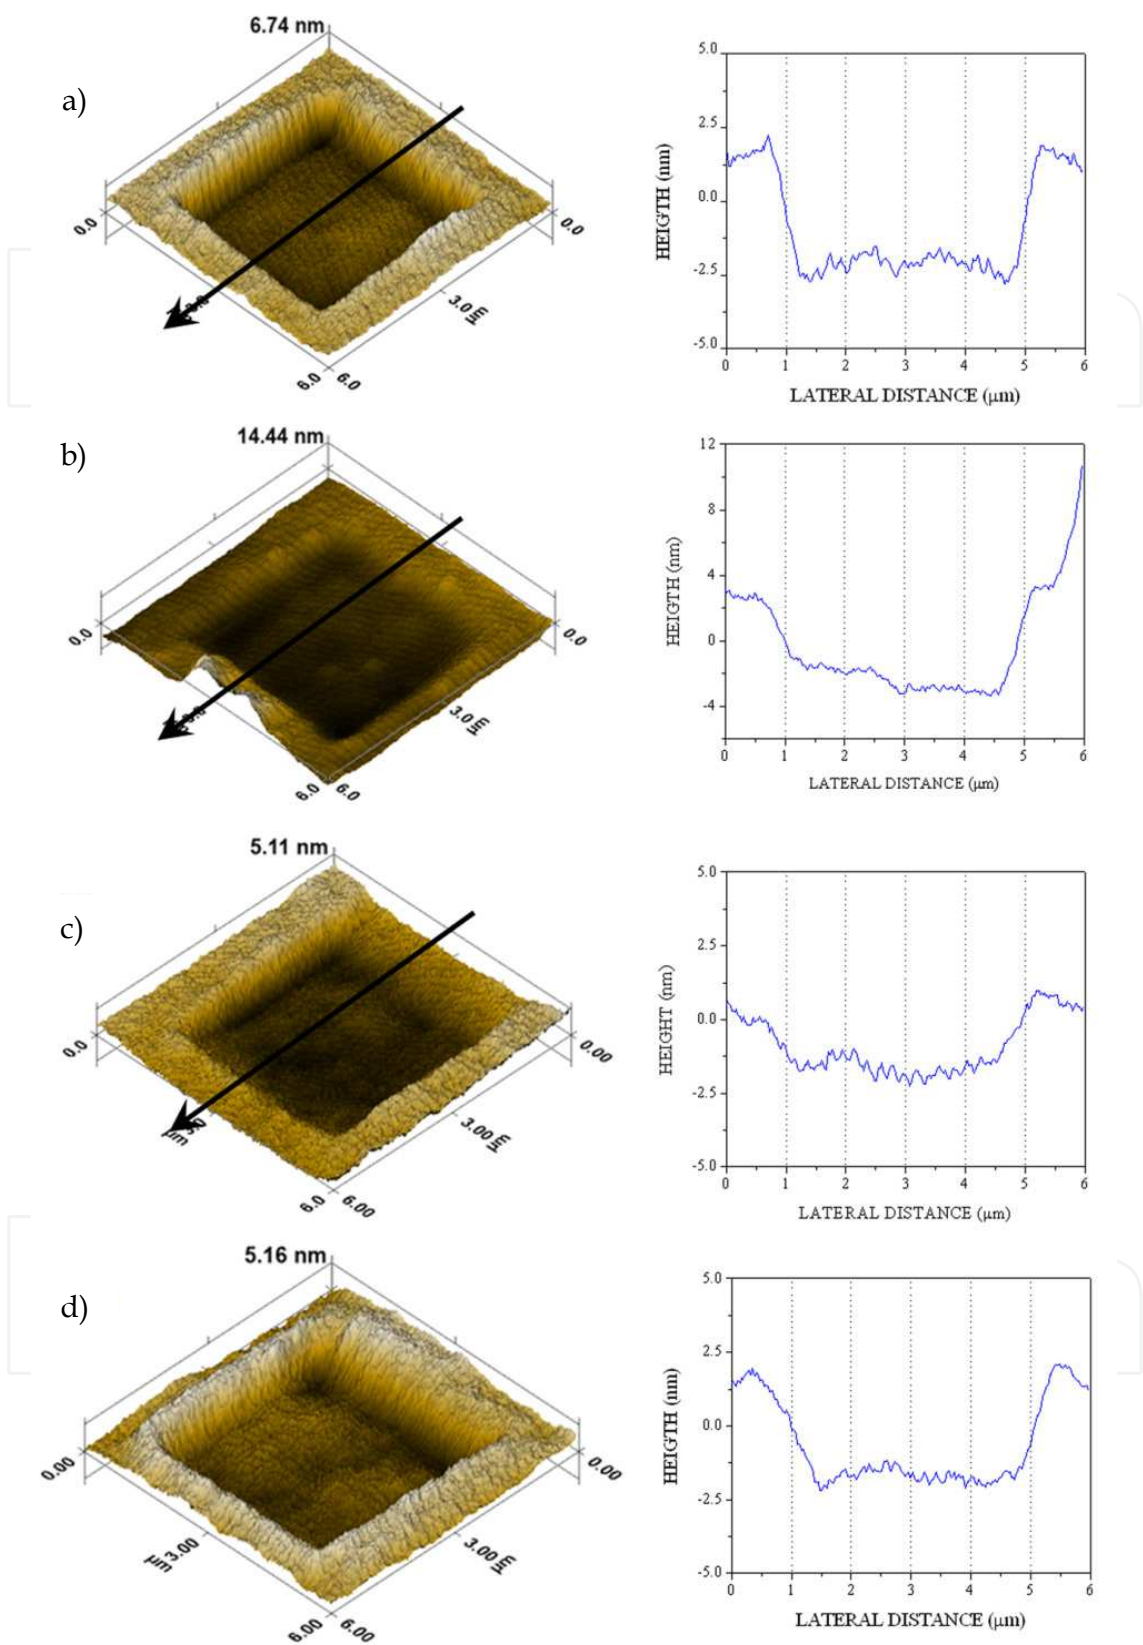 a)
6.74 nm
0.0
0.0
3.0
μm
6.0
6.0
5.0
2.5
0.0
-2.5
-5.0
HEIGTH (nm)
0 1 2 3 4 5 6
LATERAL DISTANCE (μm)
b)
14.44 nm
0.0
0.0
3.0
μm
6.0
6.0
12
8
4
0
-4
HEIGTH (nm)
0 1 2 3 4 5 6
LATERAL DISTANCE (μm)
c)
5.11 nm
0.0
0.00
3.00
μm
μm
6.0
6.00
5.0
2.5
0.0
-2.5
-5.0
HEIGHT (nm)
0 1 2 3 4 5 6
LATERAL DISTANCE (μm)
d)
5.16 nm
0.00
0.00
μm
3.00
3.00
μm
6.00
6.00
5.0
2.5
0.0
-2.5
-5.0
HEIGTH (nm)
0 1 2 3 4 5 6
LATERAL DISTANCE (μm)